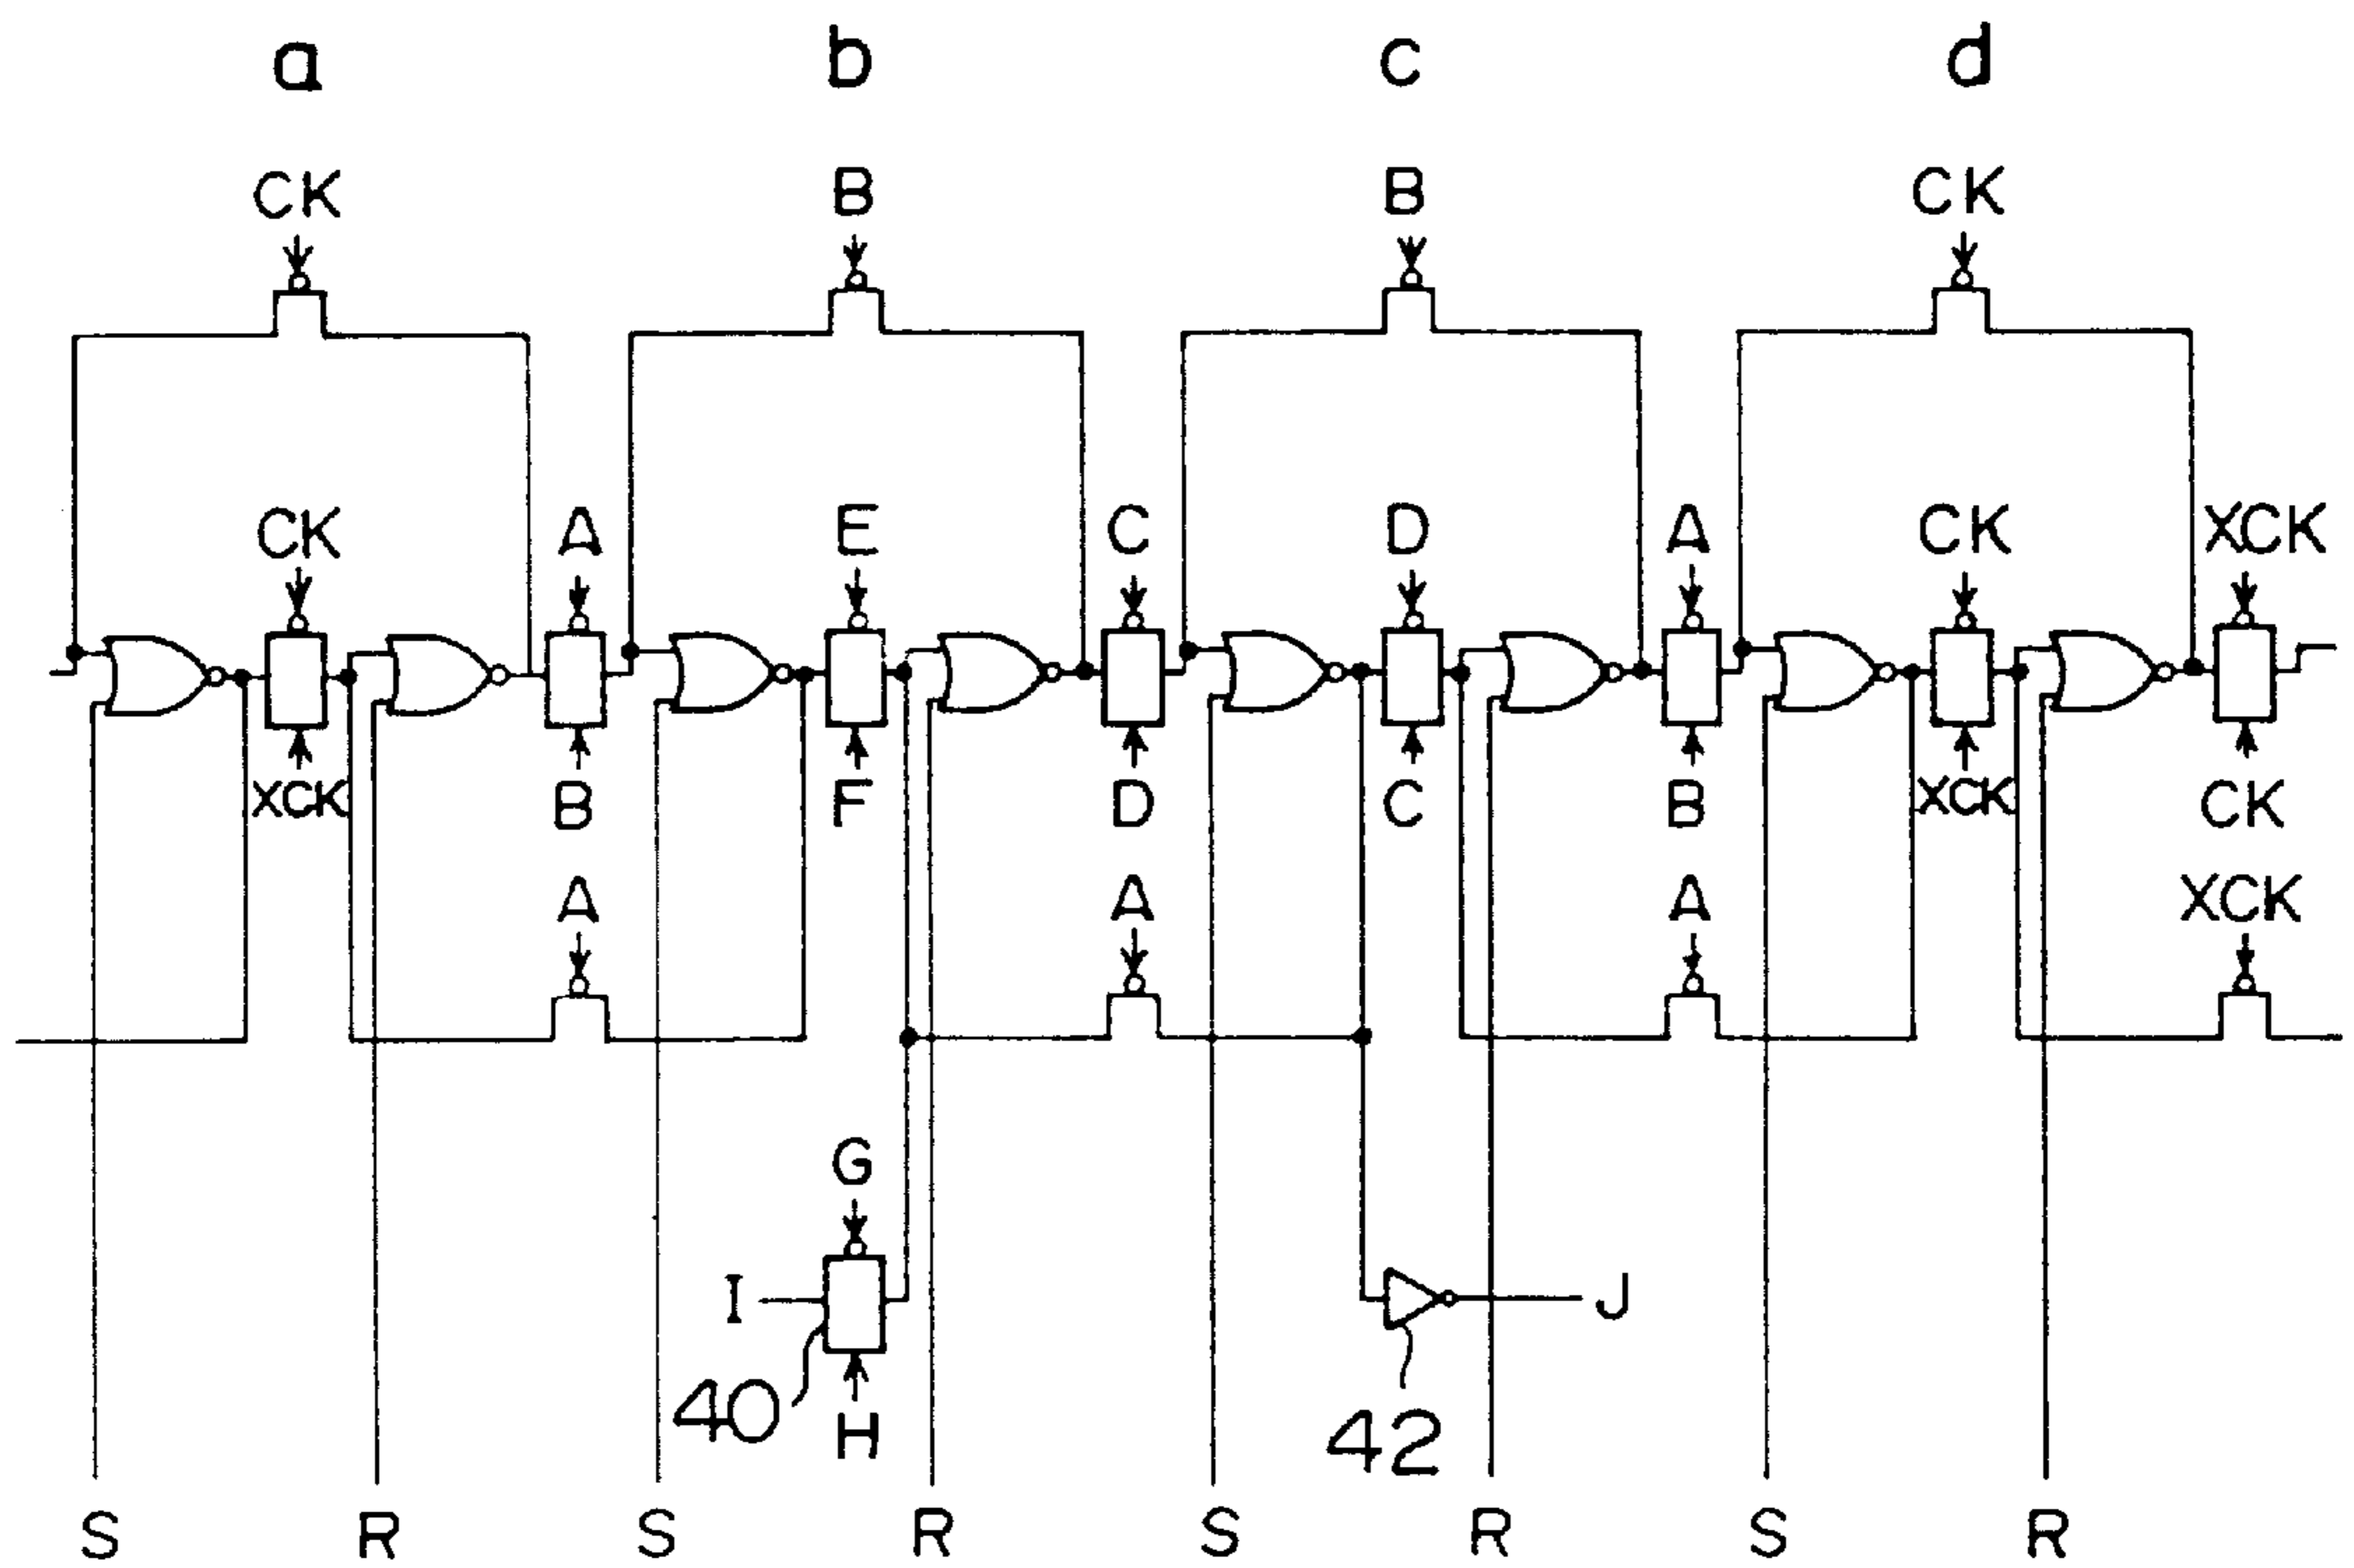 a b c d
CK B B CK
CK A E C D A CK XCK
XCK B F D C B XCK CK
A A A XCK
G
I J
40 H 42
S R S R S R S R